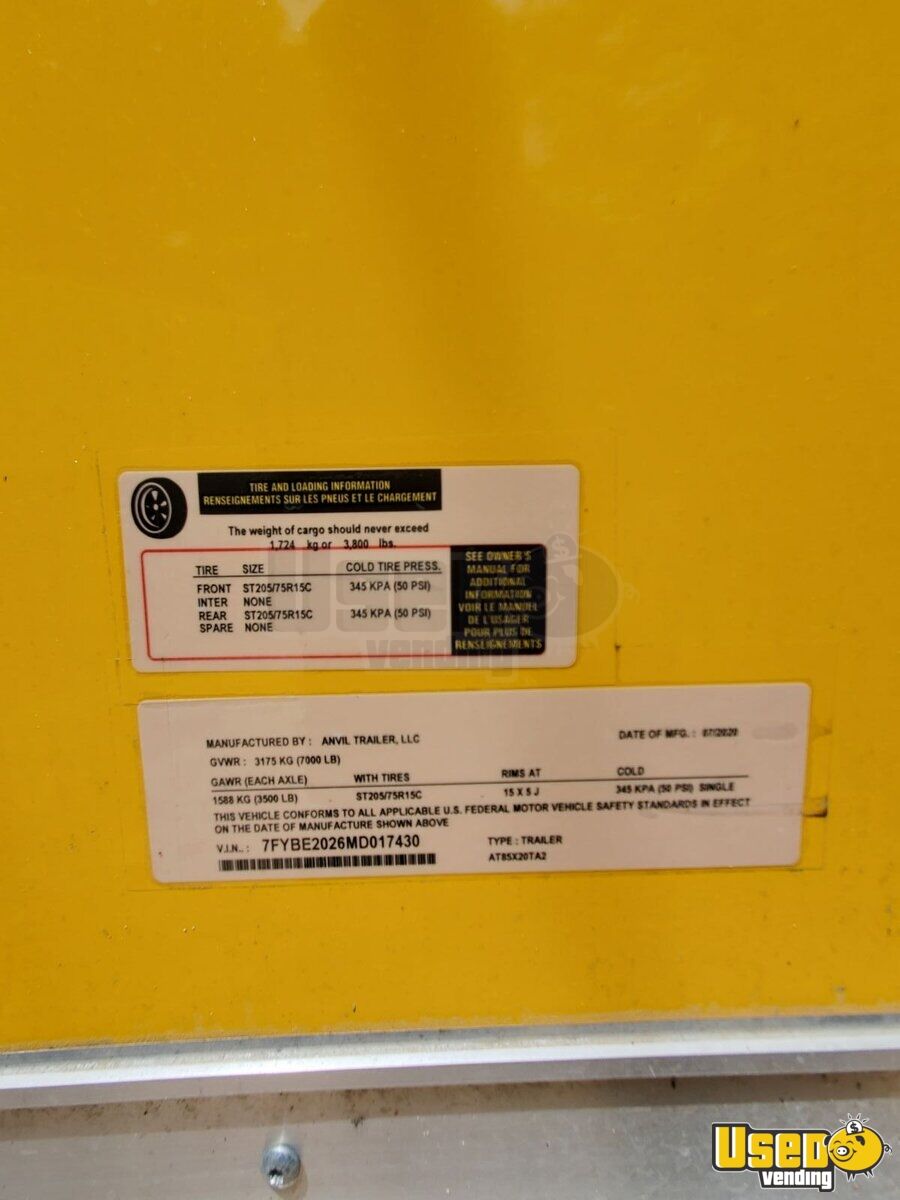 TIRE AND LOADING INFORMATION
RENSEIGNEMENTS SUR LES PNEUS ET LE CHARGEMENT
The weight of cargo should never exceed
1,724 kg or 3,800 lbs.
TIRE SIZE COLD TIRE PRESS.
FRONT ST205/75R15C 345 KPA (50 PSI)
INTER NONE
REAR ST205/75R15C 345 KPA (50 PSI)
SPARE NONE
SEE OWNER'S
MANUAL FOR
ADDITIONAL
INFORMATION
VOIR LE MANUEL
DE L'USAGER
POUR PLUS DE
RENSEIGNEMENTS
Used
vending
MANUFACTURED BY : ANVIL TRAILER, LLC DATE OF MFG. : 07/2020
GVWR : 3175 KG (7000 LB)
GAWR (EACH AXLE) WITH TIRES RIMS AT COLD
1588 KG (3500 LB) ST205/75R15C 15 X 5 J 345 KPA (50 PSI) SINGLE
THIS VEHICLE CONFORMS TO ALL APPLICABLE U.S. FEDERAL MOTOR VEHICLE SAFETY STANDARDS IN EFFECT
ON THE DATE OF MANUFACTURE SHOWN ABOVE
V.I.N.. : 7FYBE2026MD017430 TYPE : TRAILER
AT85X20TA2
Used
vending